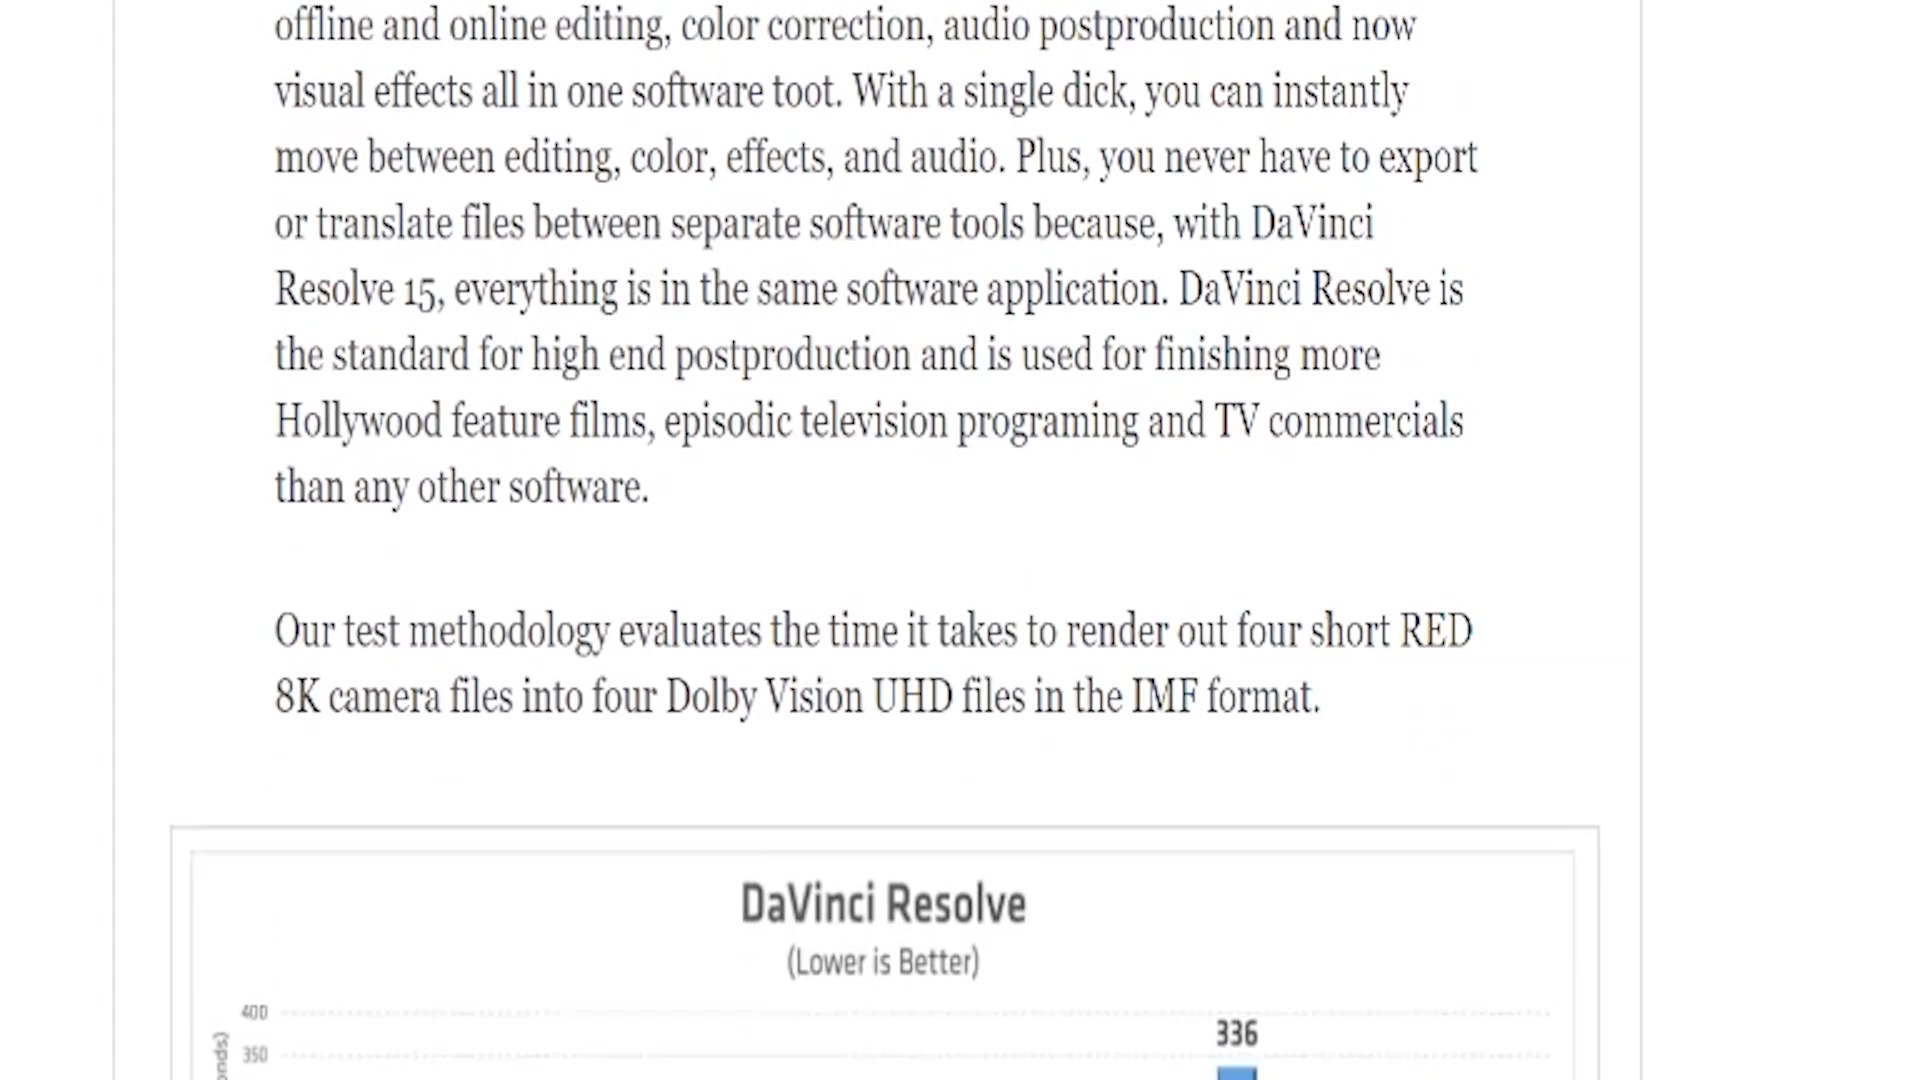 offline and online editing, color correction, audio postproduction and now
visual effects all in one software toot. With a single dick, you can instantly
move between editing, color, effects, and audio. Plus, you never have to export
or translate files between separate software tools because, with DaVinci
Resolve 15, everything is in the same software application. DaVinci Resolve is
the standard for high end postproduction and is used for finishing more
Hollywood feature films, episodic television programing and TV commercials
than any other software.
Our test methodology evaluates the time it takes to render out four short RED
8K camera files into four Dolby Vision UHD files in the IMF format.
DaVinci Resolve
(Lower is Better)
400
336
350